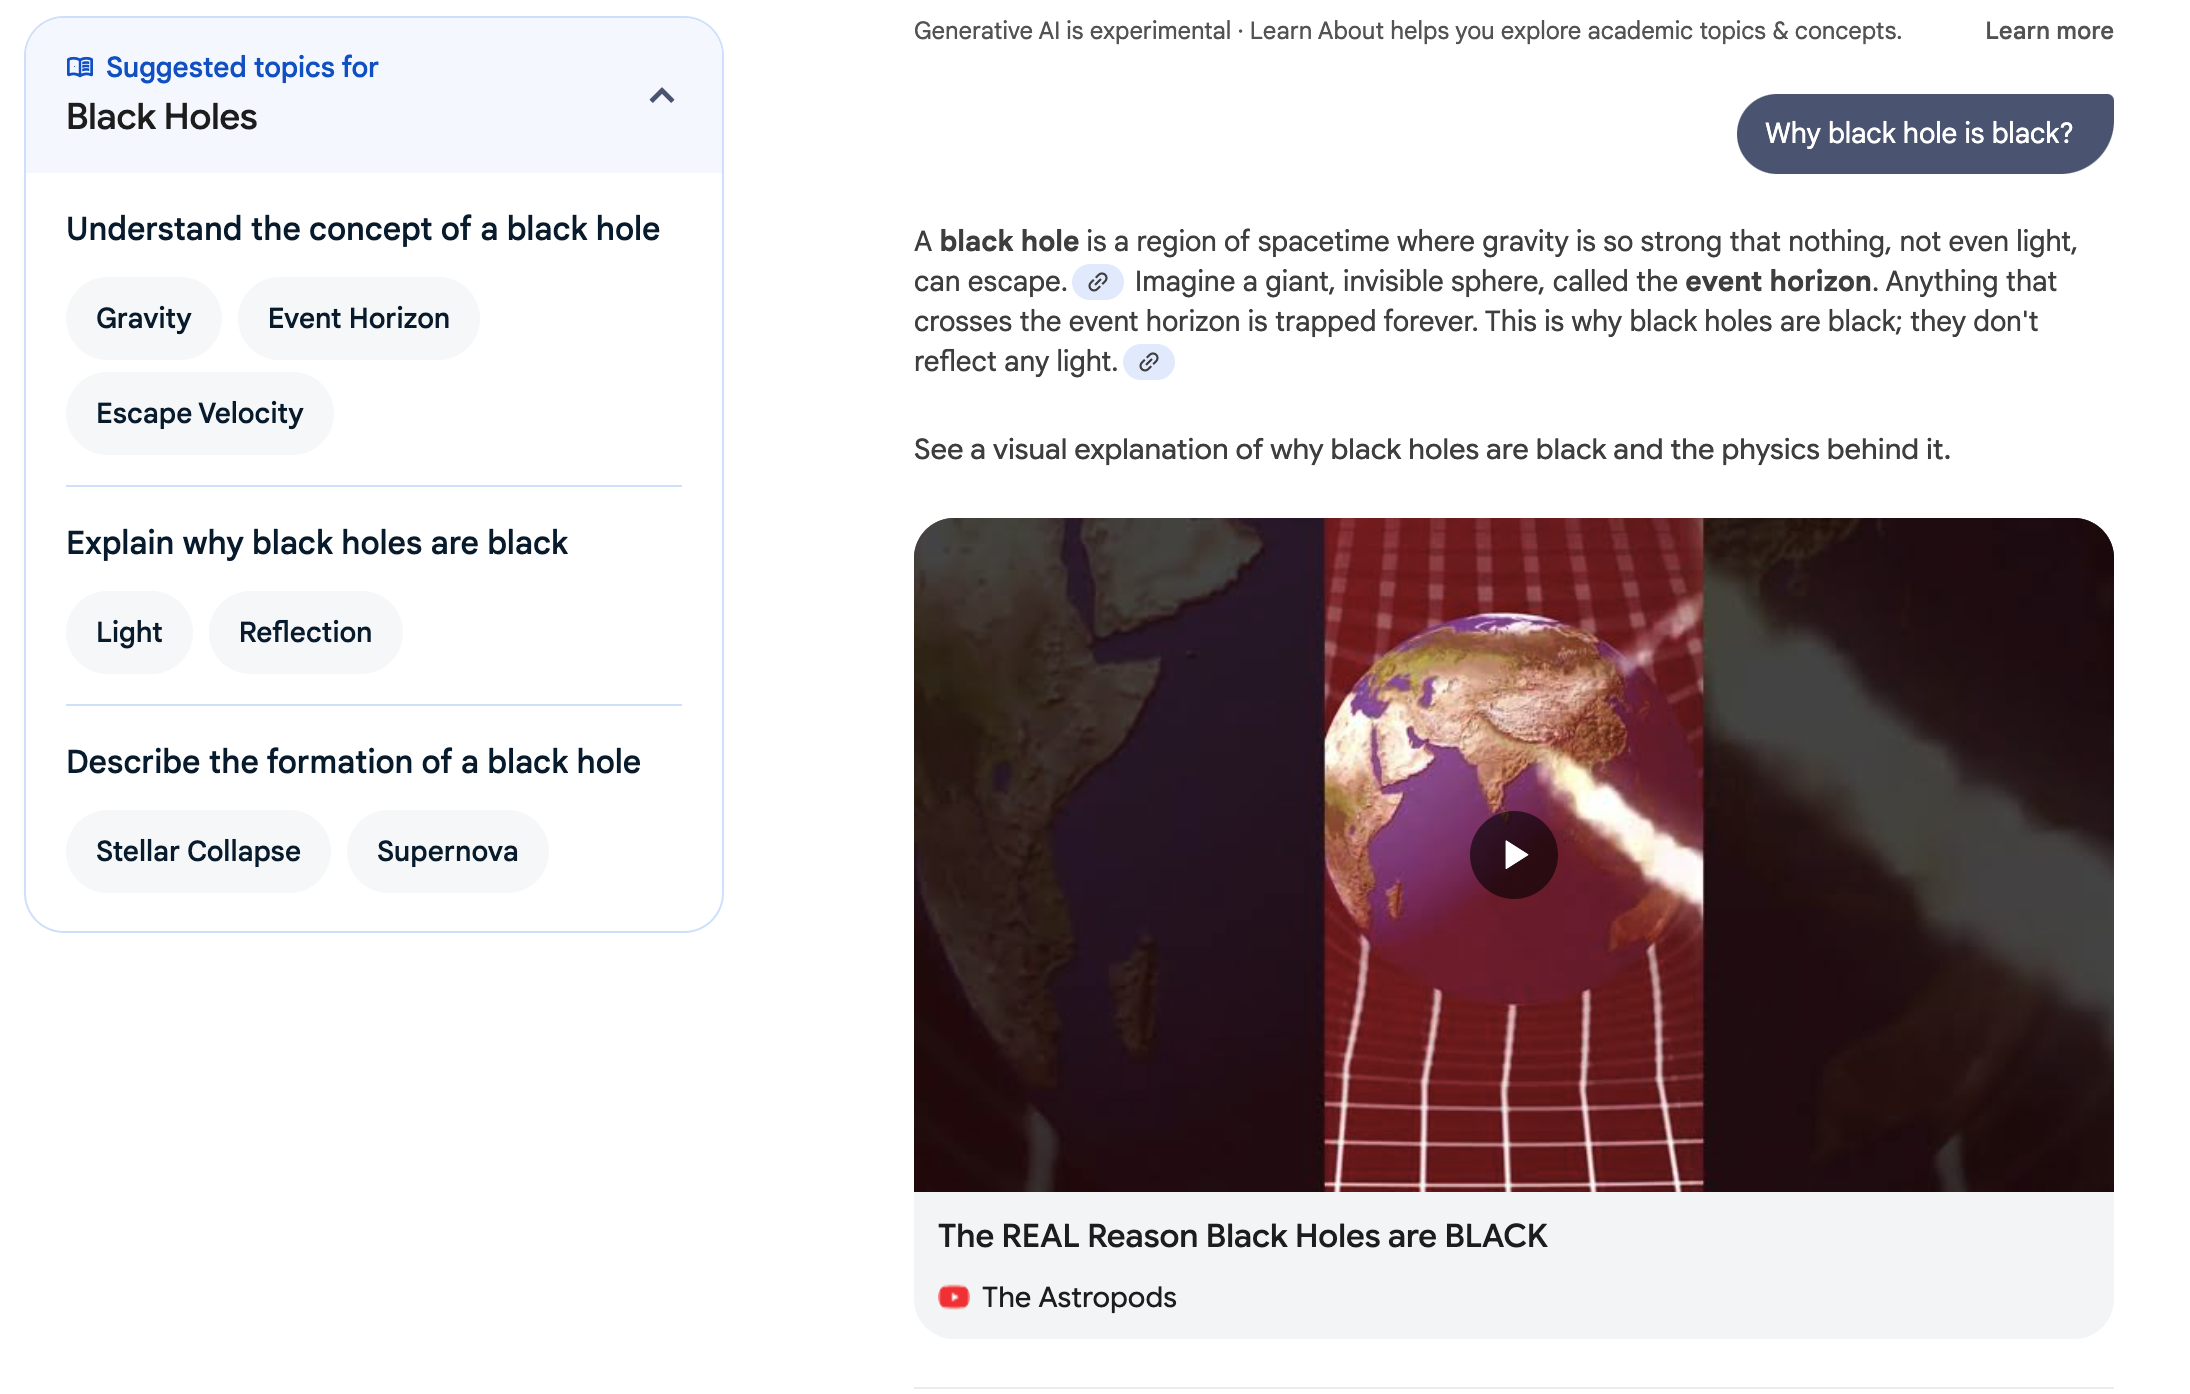 Suggested topics for
Black Holes
Understand the concept of a black hole
Gravity
Event Horizon
Escape Velocity
Explain why black holes are black
Light
Reflection
Describe the formation of a black hole
Stellar Collapse
Supernova
Generative AI is experimental · Learn About helps you explore academic topics & concepts.
Learn more
Why black hole is black?
A black hole is a region of spacetime where gravity is so strong that nothing, not even light,
can escape. Imagine a giant, invisible sphere, called the event horizon. Anything that
crosses the event horizon is trapped forever. This is why black holes are black; they don't
reflect any light.
See a visual explanation of why black holes are black and the physics behind it.
The REAL Reason Black Holes are BLACK
The Astropods